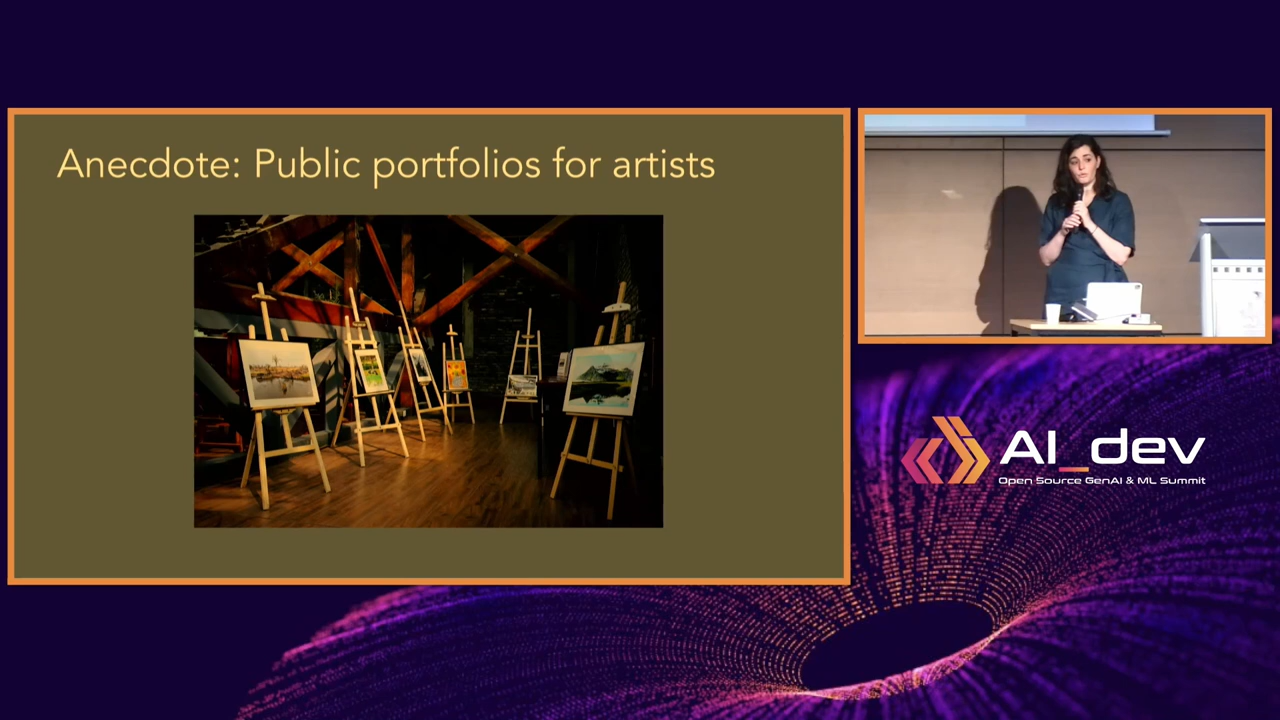 Anecdote: Public portfolios for artists
AI_dev
Open Source GenAI & ML Summit